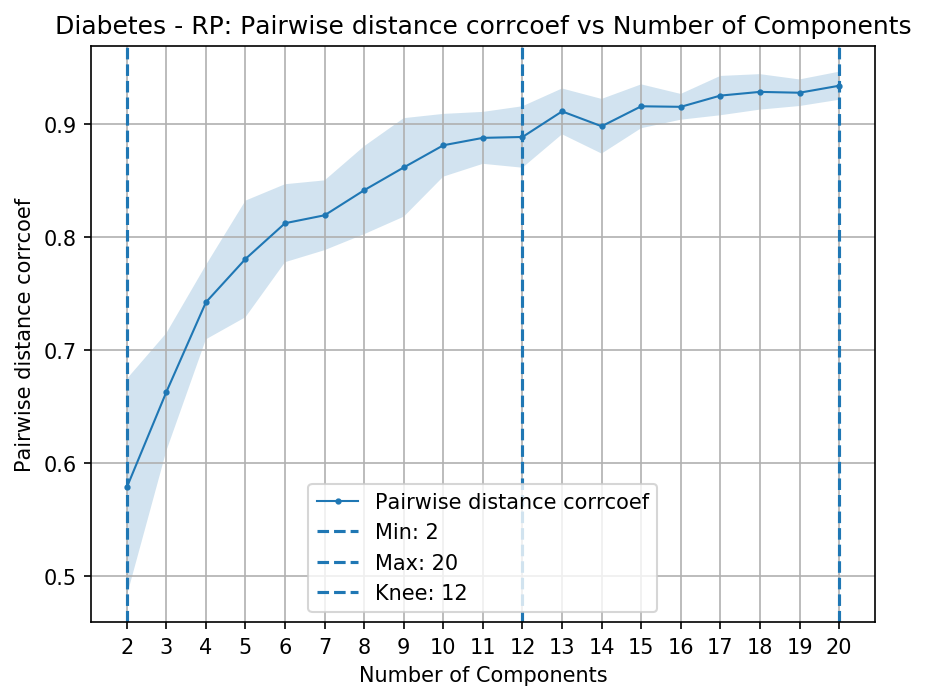 Diabetes - RP: Pairwise distance corrcoef vs Number of Components
Pairwise distance corrcoef
0.9
0.8
0.7
0.6
0.5
Pairwise distance corrcoef
Min: 2
Max: 20
Knee: 12
2 3 4 5 6 7 8 9 10 11 12 13 14 15 16 17 18 19 20
Number of Components